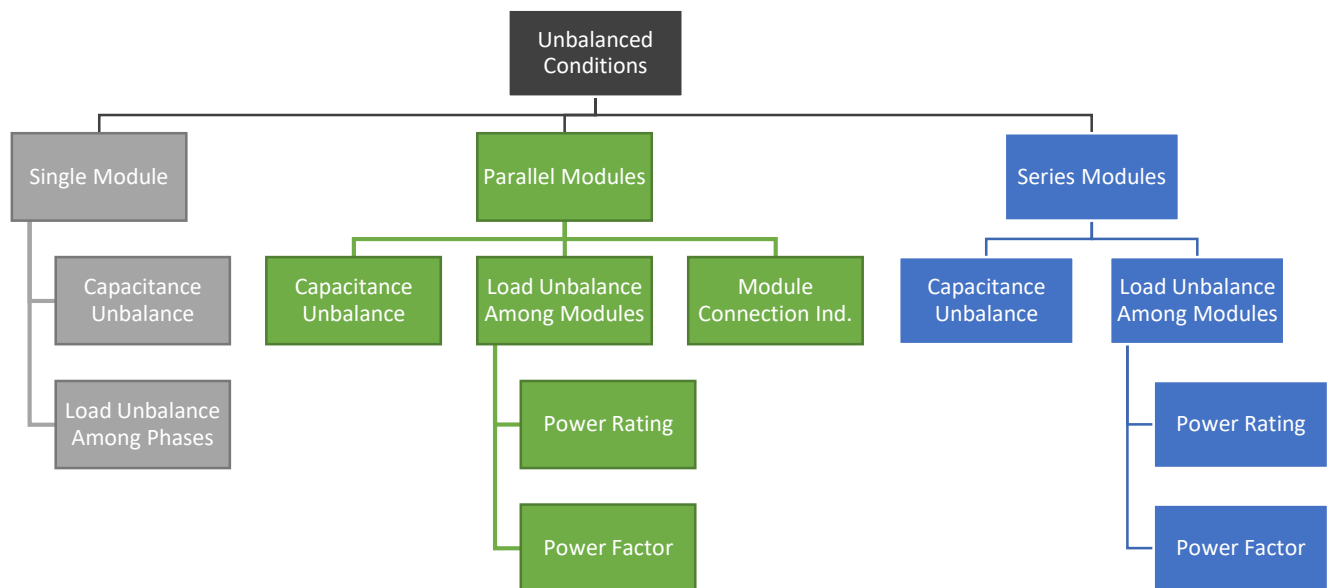 Unbalanced
Conditions
Single Module
Parallel Modules
Series Modules
Capacitance
Unbalance
Capacitance
Unbalance
Load Unbalance
Among Modules
Module
Connection Ind.
Capacitance
Unbalance
Load Unbalance
Among Modules
Load Unbalance
Among Phases
Power Rating
Power Rating
Power Factor
Power Factor